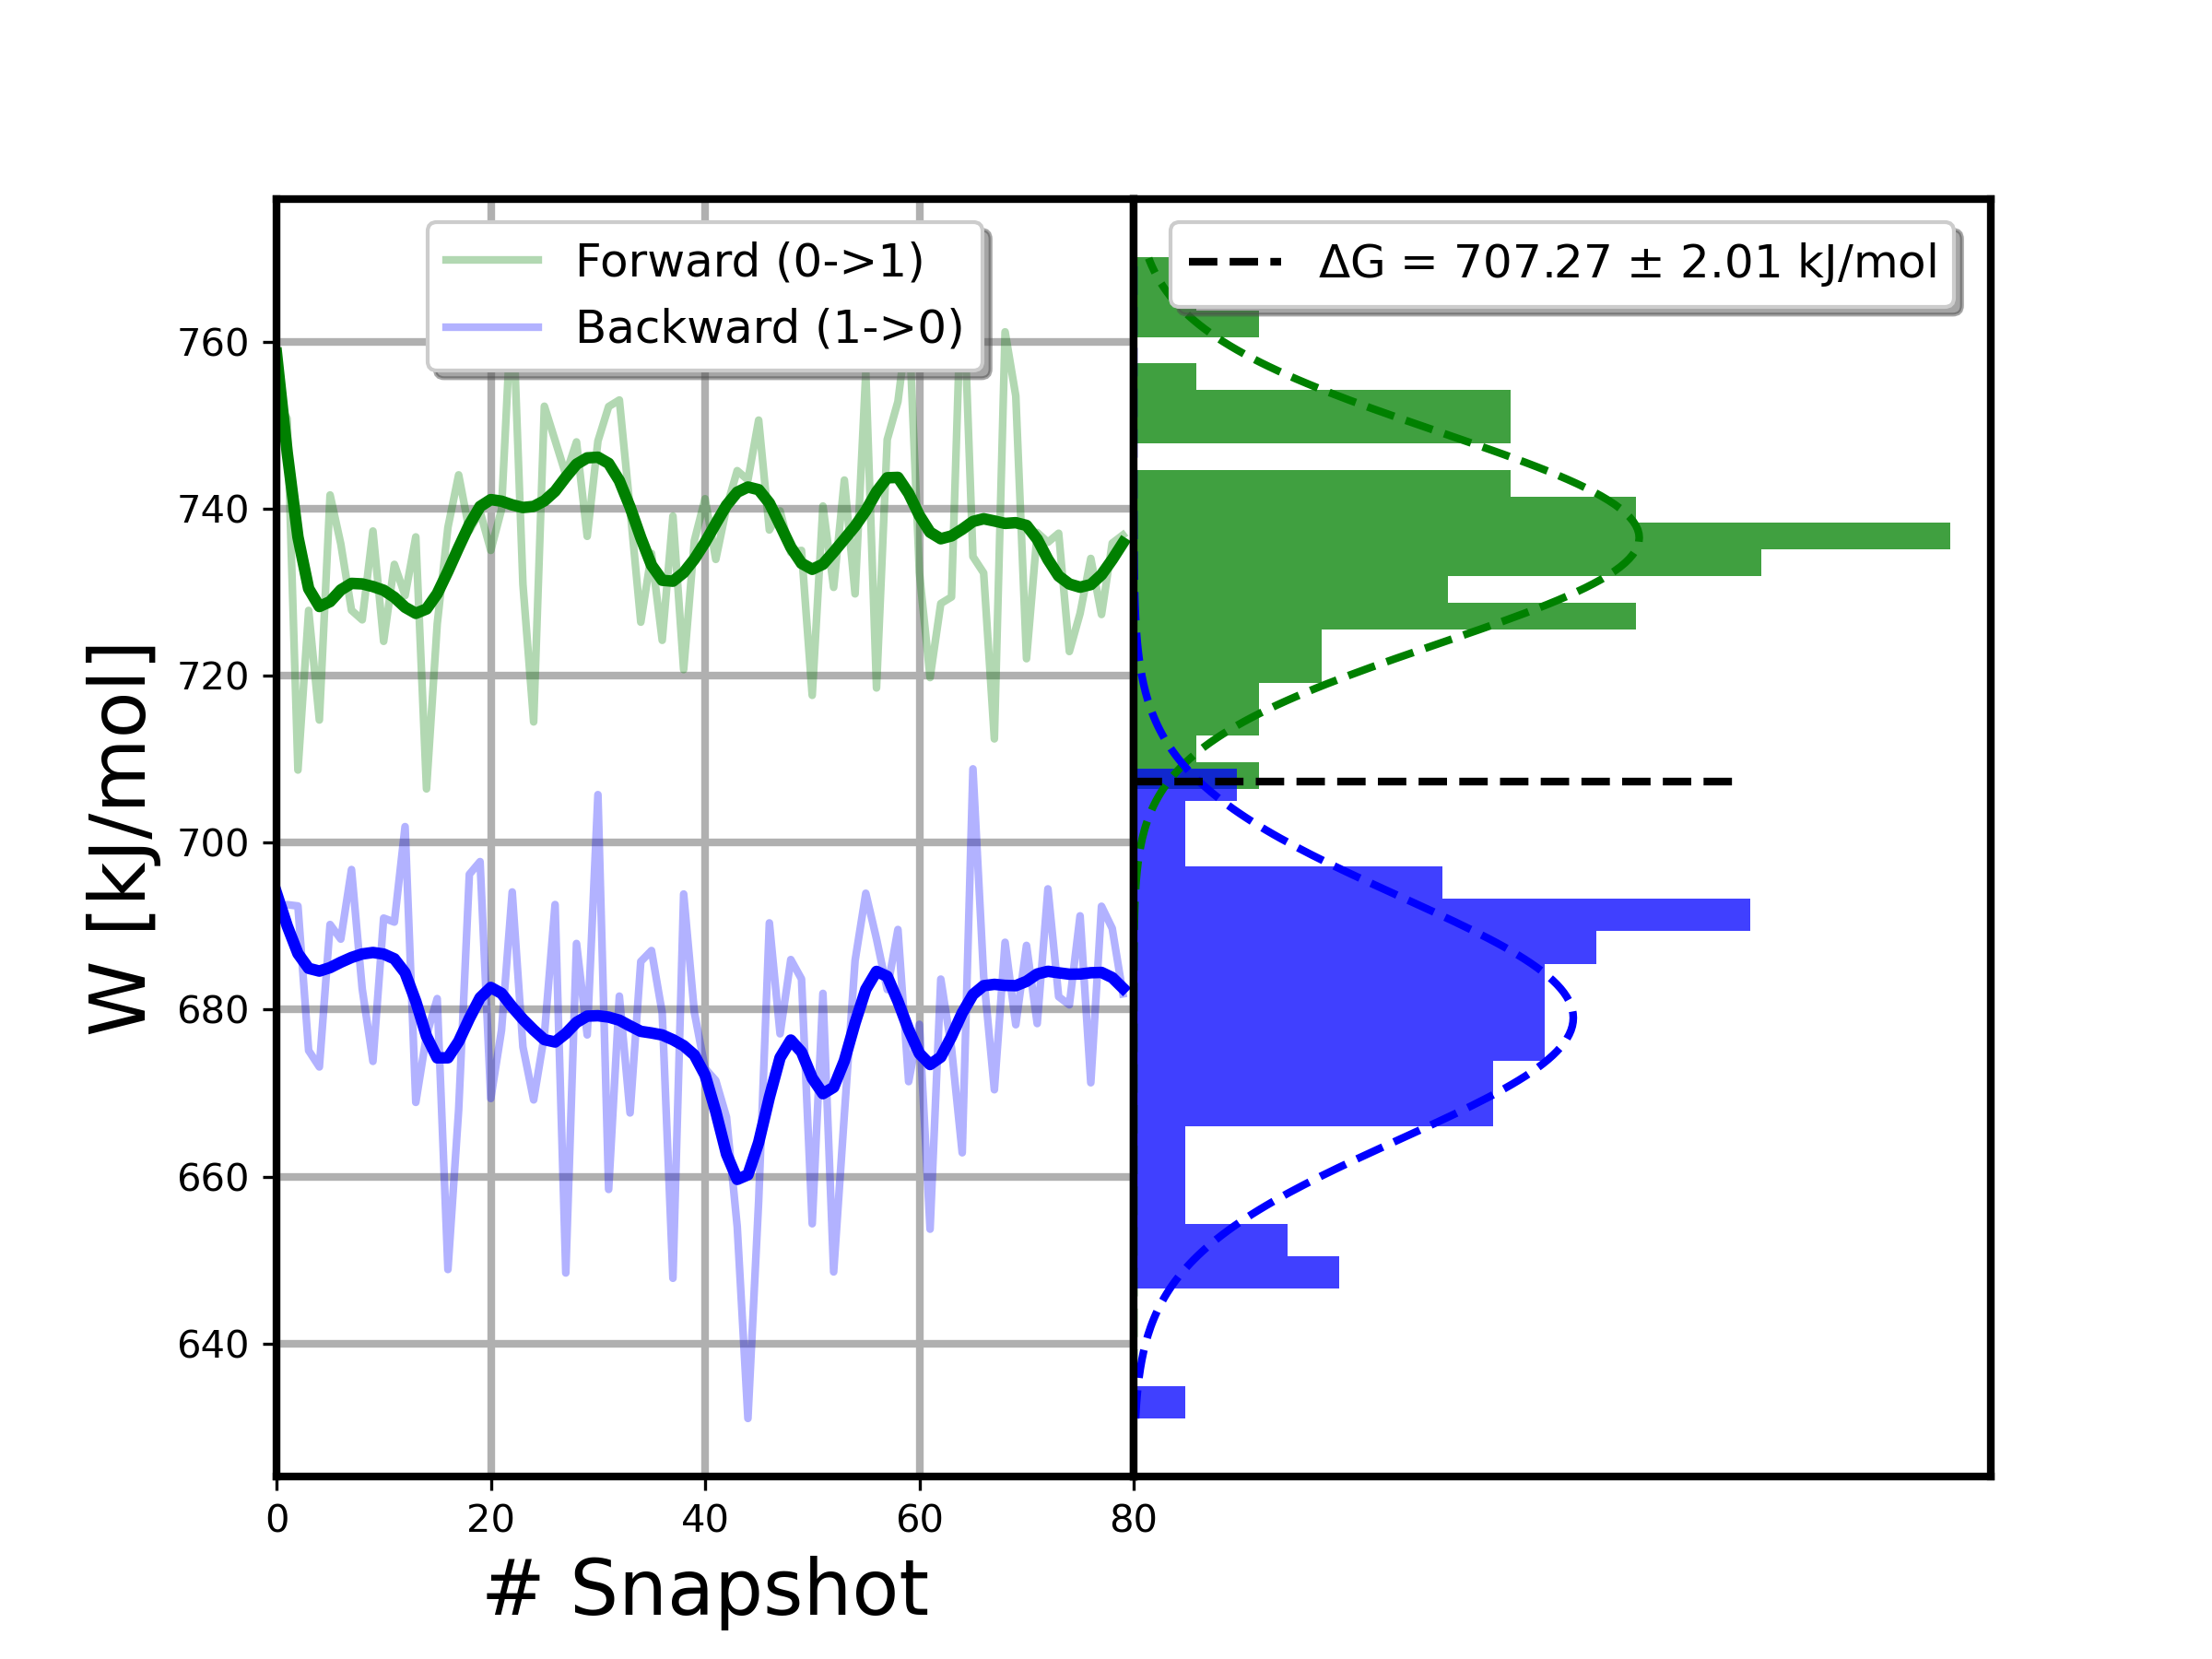 Forward (0->1)
Backward (1->0)
ΔG = 707.27 ± 2.01 kJ/mol
W [kJ/mol]
760
740
720
700
680
660
640
0 20 40 60 80
# Snapshot